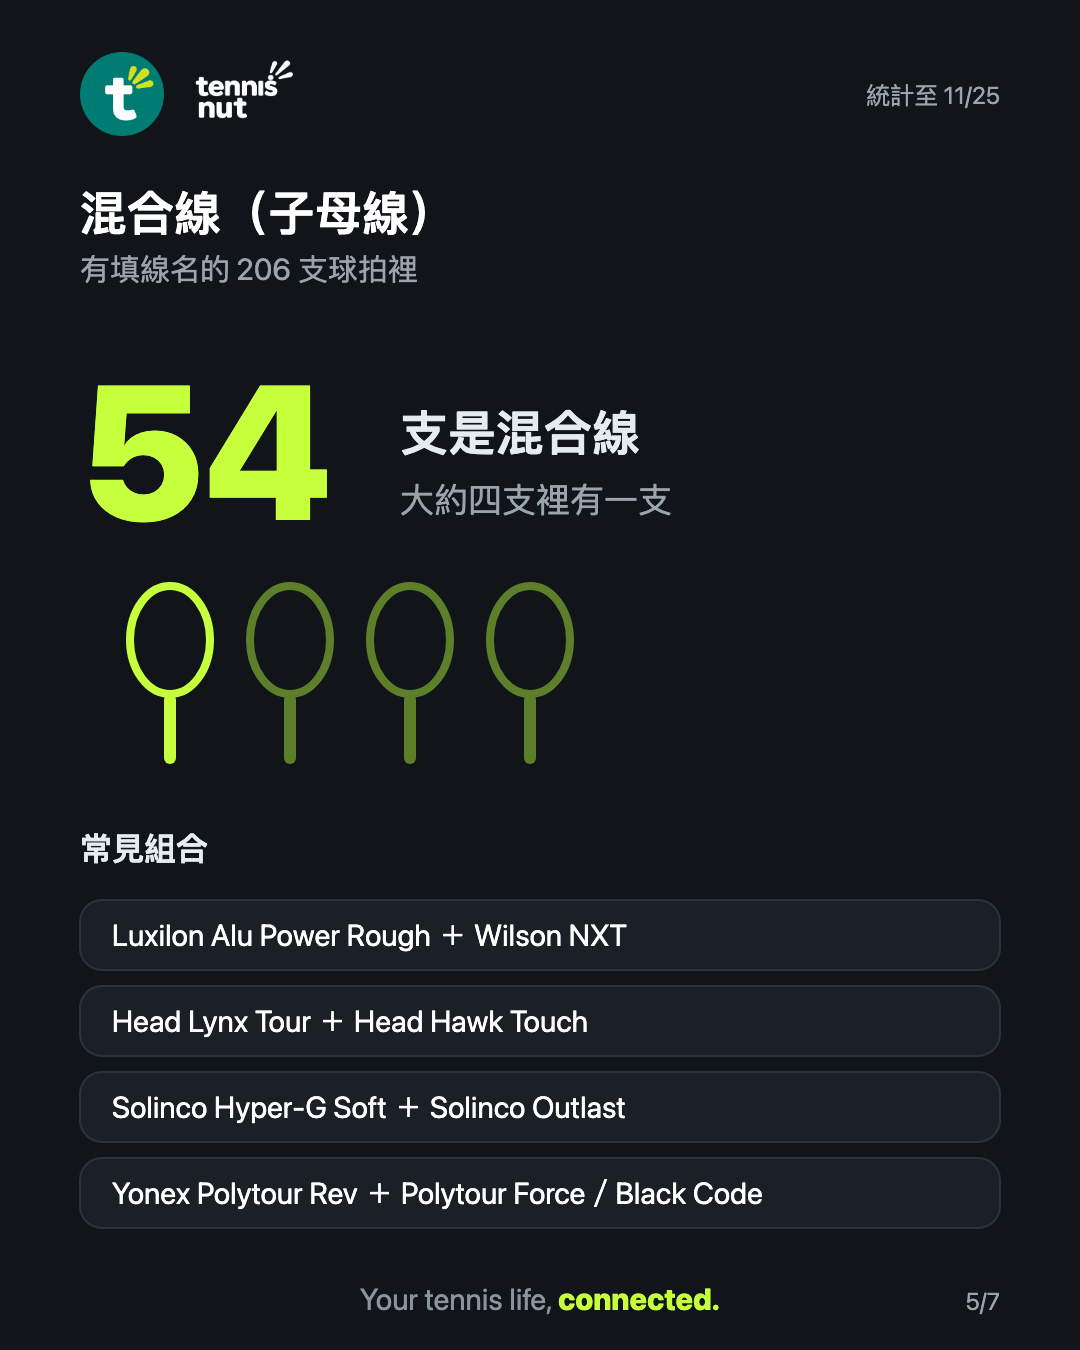 t
tennis
nut
統計至 11/25
混合線（子母線）
有填線名的 206 支球拍裡
54
支是混合線
大約四支裡有一支
常見組合
Luxilon Alu Power Rough ＋ Wilson NXT
Head Lynx Tour ＋ Head Hawk Touch
Solinco Hyper-G Soft ＋ Solinco Outlast
Yonex Polytour Rev ＋ Polytour Force / Black Code
Your tennis life, connected.
5/7